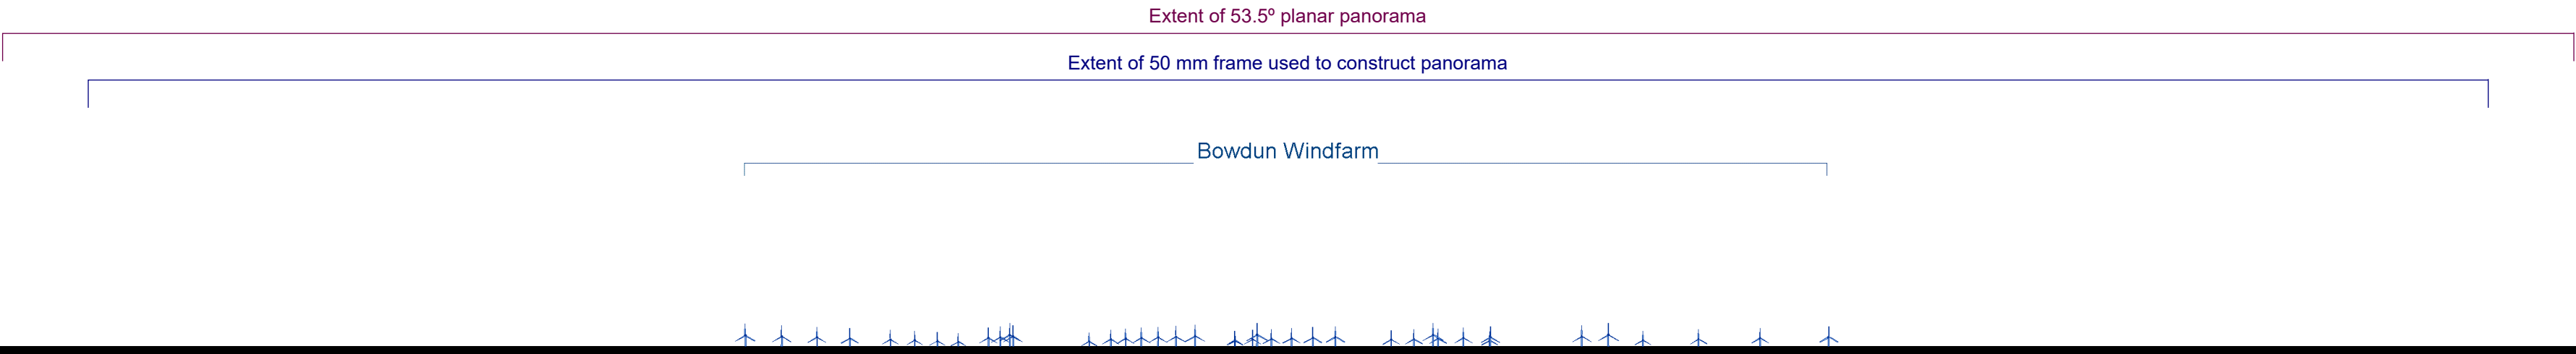 Extent of 53.5º planar panorama
Extent of 50 mm frame used to construct panorama
Bowdun Windfarm